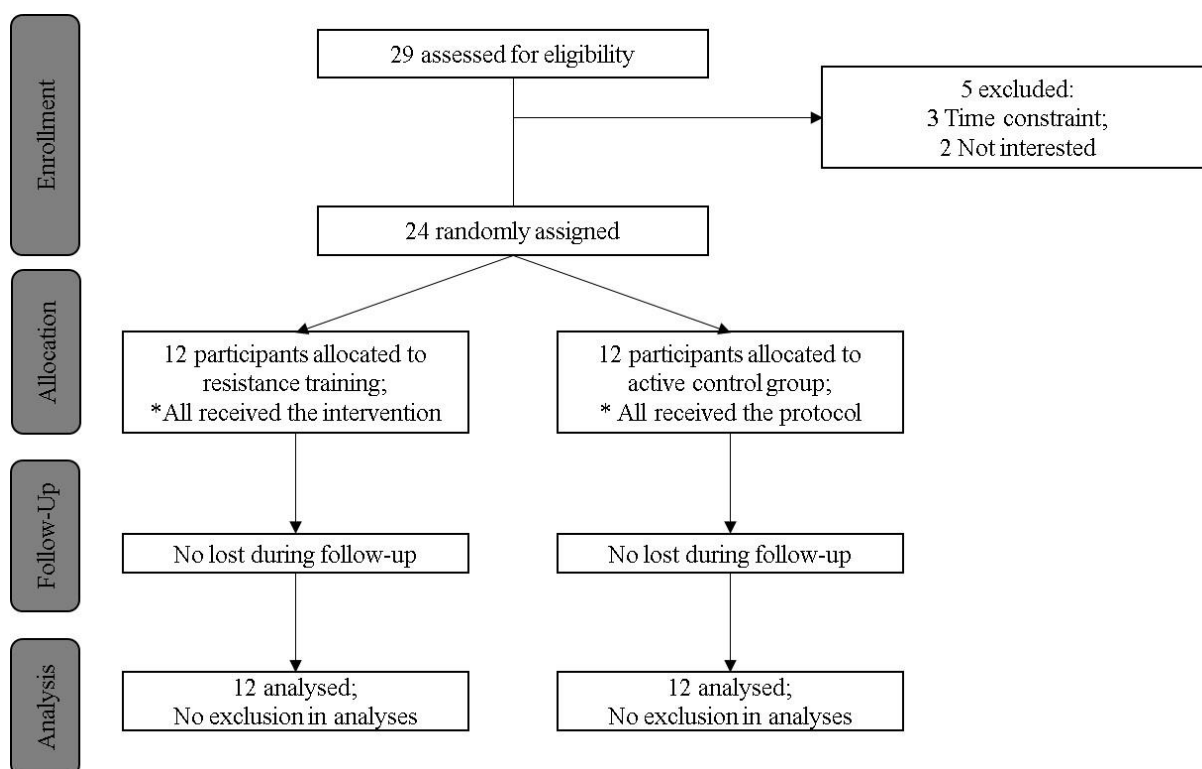 Enrollment
29 assessed for eligibility
5 excluded:
3 Time constraint;
2 Not interested
24 randomly assigned
Allocation
12 participants allocated to
resistance training;
*All received the intervention
12 participants allocated to
active control group;
* All received the protocol
Follow-Up
No lost during follow-up
No lost during follow-up
Analysis
12 analysed;
No exclusion in analyses
12 analysed;
No exclusion in analyses